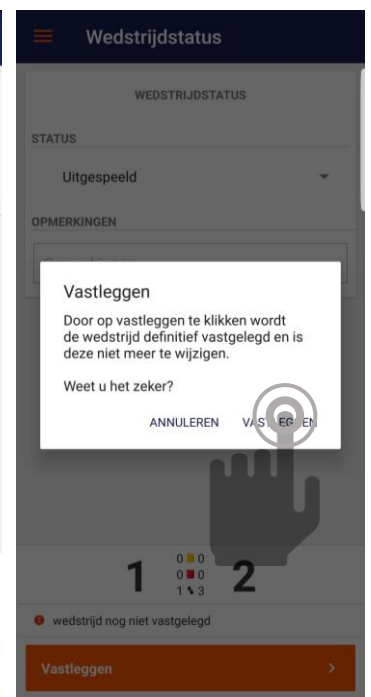 Wedstrijdstatus
WEDSTRIJDSTATUS
STATUS
Uitgespeeld
OPMERKINGEN
Vastleggen
Door op vastleggen te klikken wordt
de wedstrijd definitief vastgelegd en is
deze niet meer te wijzigen.
Weet u het zeker?
ANNULEREN VASTLEGGEN
0 0
1 0 0 2
1 3
wedstrijd nog niet vastgelegd
Vastleggen